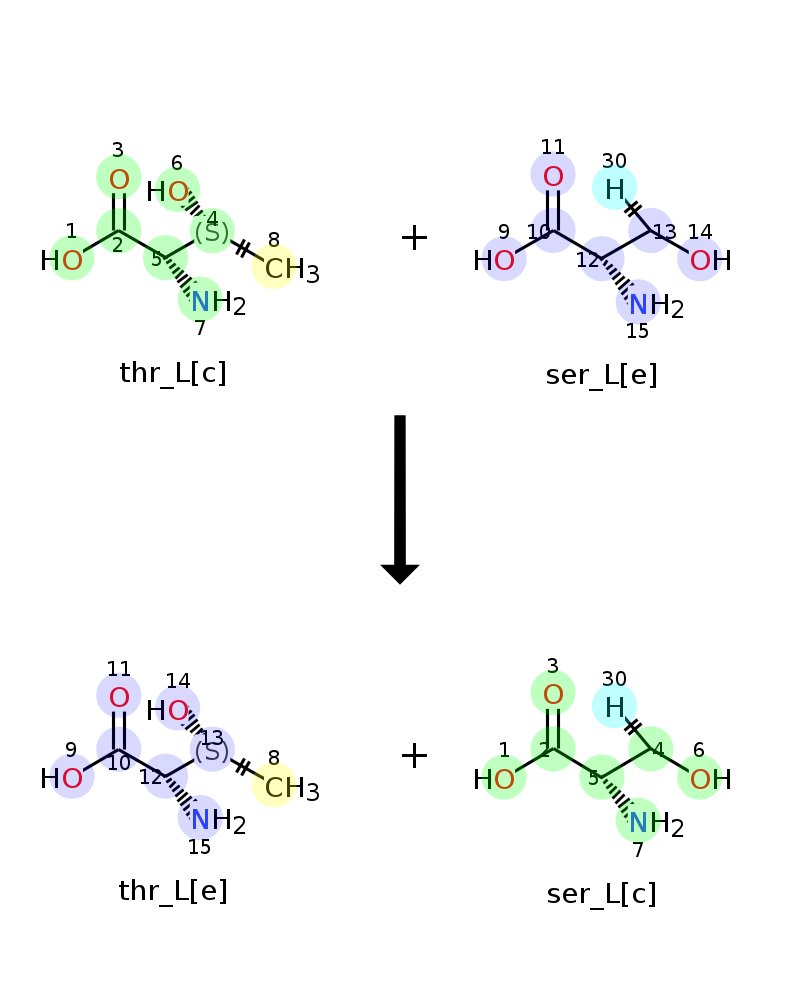 3
6
HO
O
4
(S)
1
HO
2
5
8
CH3
NH2
7
thr_L[c]
+
11
30
O
H
9
10
13
14
HO
12
OH
NH2
15
ser_L[e]
11
14
O
HO
13
(S)
9
10
HO
12
8
CH3
NH2
15
thr_L[e]
+
3
30
O
H
1
2
4
6
HO
5
OH
NH2
7
ser_L[c]